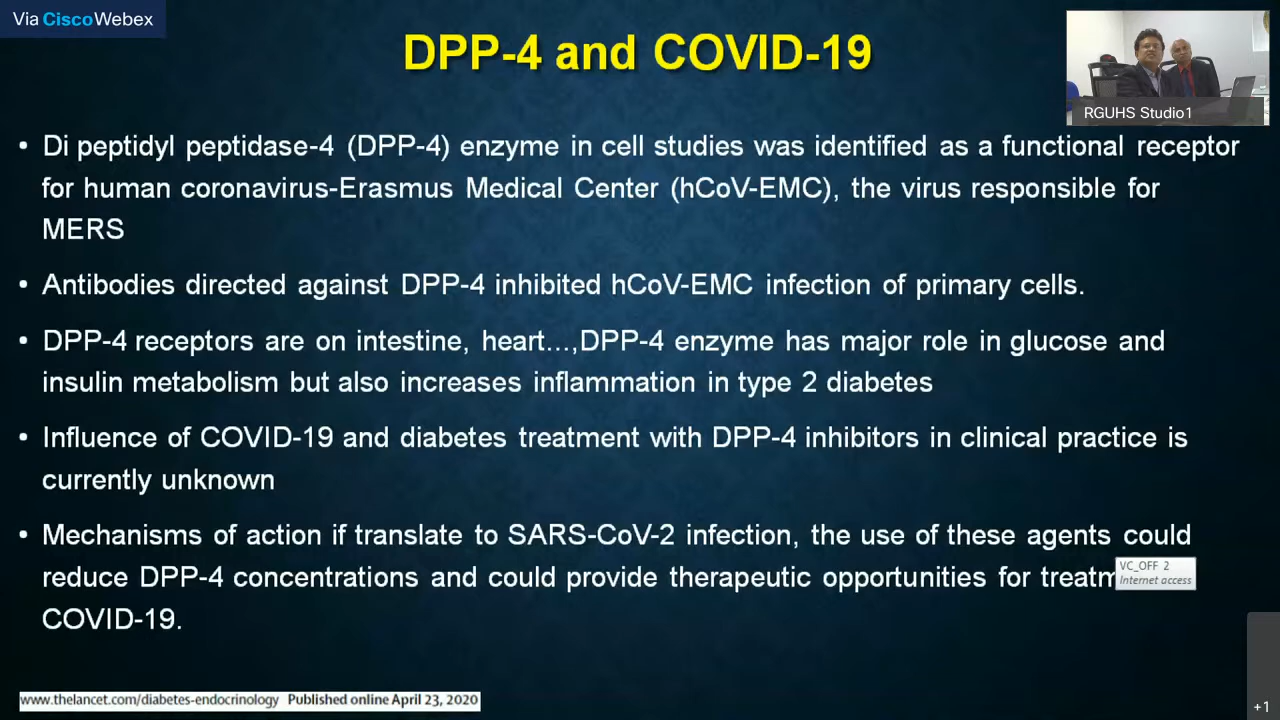 Via CiscoWebex
DPP-4 and COVID-19
RGUHS Studio1
• Di peptidyl peptidase-4 (DPP-4) enzyme in cell studies was identified as a functional receptor
for human coronavirus-Erasmus Medical Center (hCoV-EMC), the virus responsible for
MERS
• Antibodies directed against DPP-4 inhibited hCoV-EMC infection of primary cells.
• DPP-4 receptors are on intestine, heart...,DPP-4 enzyme has major role in glucose and
insulin metabolism but also increases inflammation in type 2 diabetes
• Influence of COVID-19 and diabetes treatment with DPP-4 inhibitors in clinical practice is
currently unknown
• Mechanisms of action if translate to SARS-CoV-2 infection, the use of these agents could
reduce DPP-4 concentrations and could provide therapeutic opportunities for treatm
VC_OFF 2
Internet access
COVID-19.
www.thelancet.com/diabetes-endocrinology Published online April 23, 2020
+1